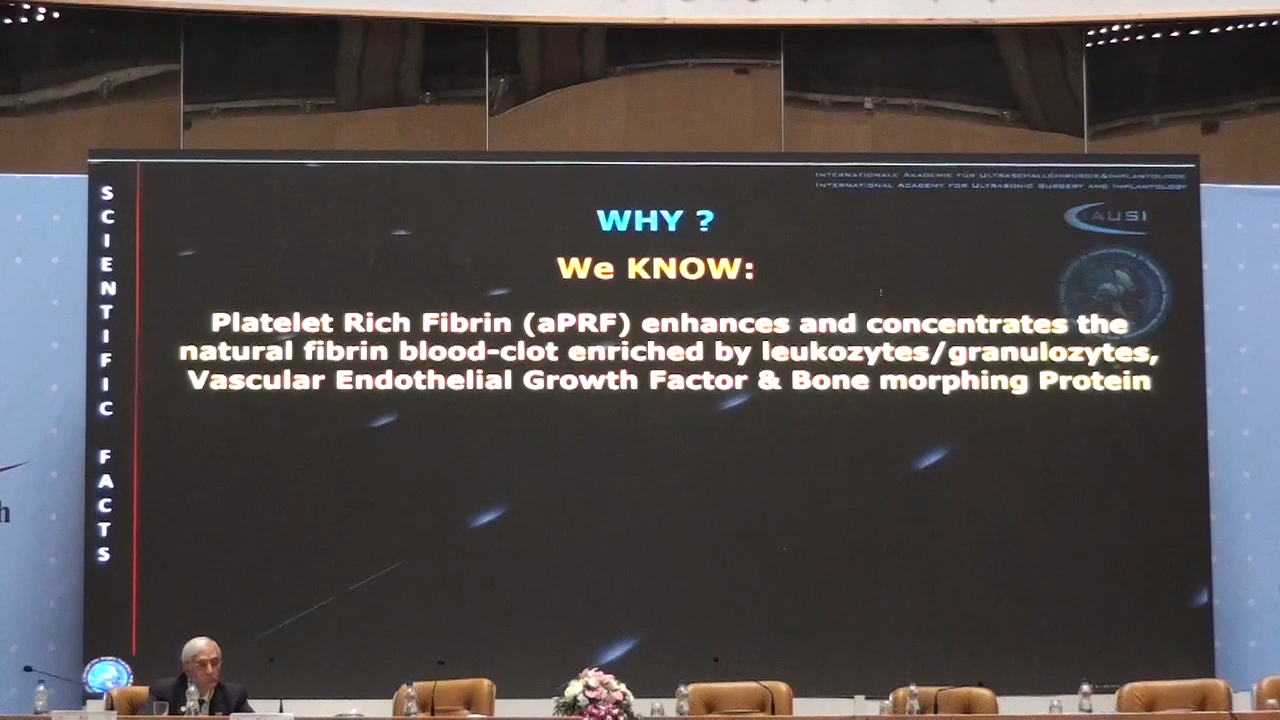 INTERNATIONALE AKADEMIE FÜR ULTRASCHALLCHIRURGIE&IMPLANTOLOGIE
INTERNATIONAL ACADEMY FOR ULTRASONIC SURGERY AND IMPLANTOLOGY
IAUSI
SCIENTIFIC FACTS
WHY ?
We KNOW:
Platelet Rich Fibrin (aPRF) enhances and concentrates the
natural fibrin blood-clot enriched by leukozytes/granulozytes,
Vascular Endothelial Growth Factor & Bone morphing Protein
h